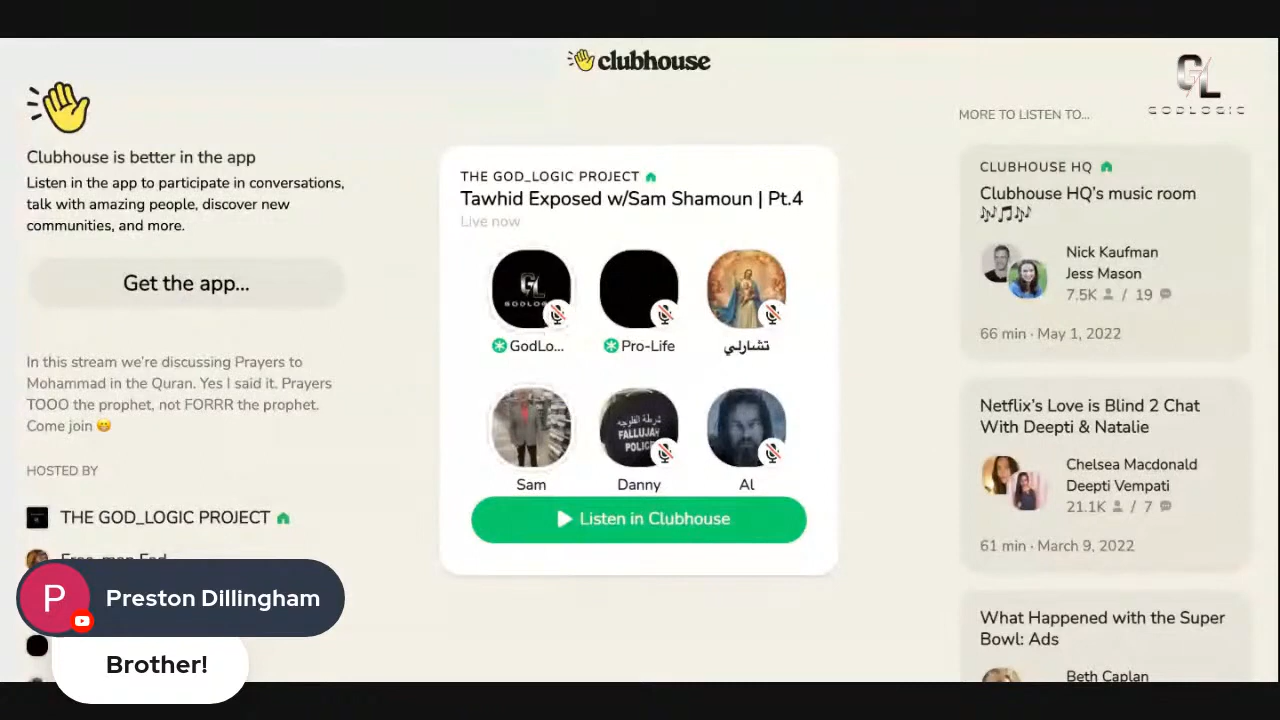 clubhouse
GL
GODLOGIC
Clubhouse is better in the app
Listen in the app to participate in conversations,
talk with amazing people, discover new
communities, and more.
Get the app...
In this stream we're discussing Prayers to
Mohammad in the Quran. Yes I said it. Prayers
TOOO the prophet, not FORRR the prophet.
Come join 🤭
HOSTED BY
THE GOD_LOGIC PROJECT
P
Preston Dillingham
Brother!
THE GOD_LOGIC PROJECT
Tawhid Exposed w/Sam Shamoun | Pt.4
Live now
GL
GodLo...
Pro-Life
تشارلي
شرطة الفلوجه
FALLUJAH
POLICE
Sam
Danny
Al
Listen in Clubhouse
MORE TO LISTEN TO...
CLUBHOUSE HQ
Clubhouse HQ's music room
🎶🎵🎶
Nick Kaufman
Jess Mason
7.5K / 19
66 min · May 1, 2022
Netflix's Love is Blind 2 Chat
With Deepti & Natalie
Chelsea Macdonald
Deepti Vempati
21.1K / 7
61 min · March 9, 2022
What Happened with the Super
Bowl: Ads
Beth Caplan